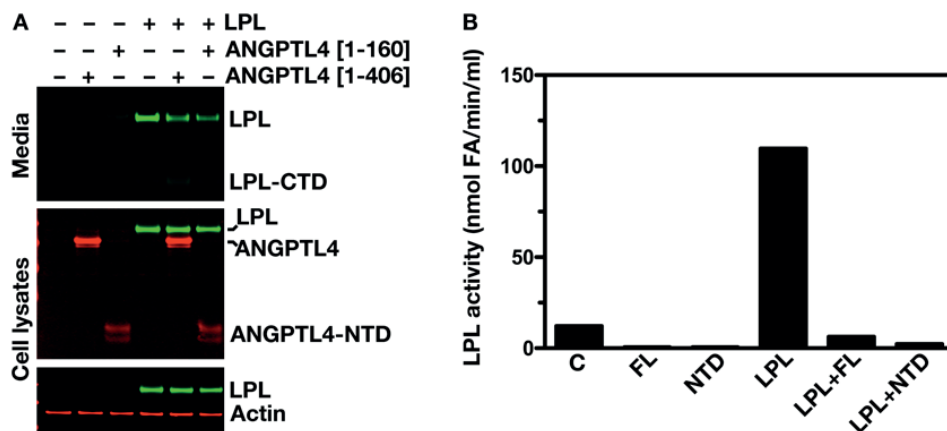 A
– – – + + + LPL
– – + – – + ANGPTL4 [1-160]
– + – – + – ANGPTL4 [1-406]
Media
LPL
LPL-CTD
Cell lysates
LPL
ANGPTL4
ANGPTL4-NTD
LPL
Actin
B
LPL activity (nmol FA/min/ml)
150
100
50
0
C
FL
NTD
LPL
LPL+FL
LPL+NTD